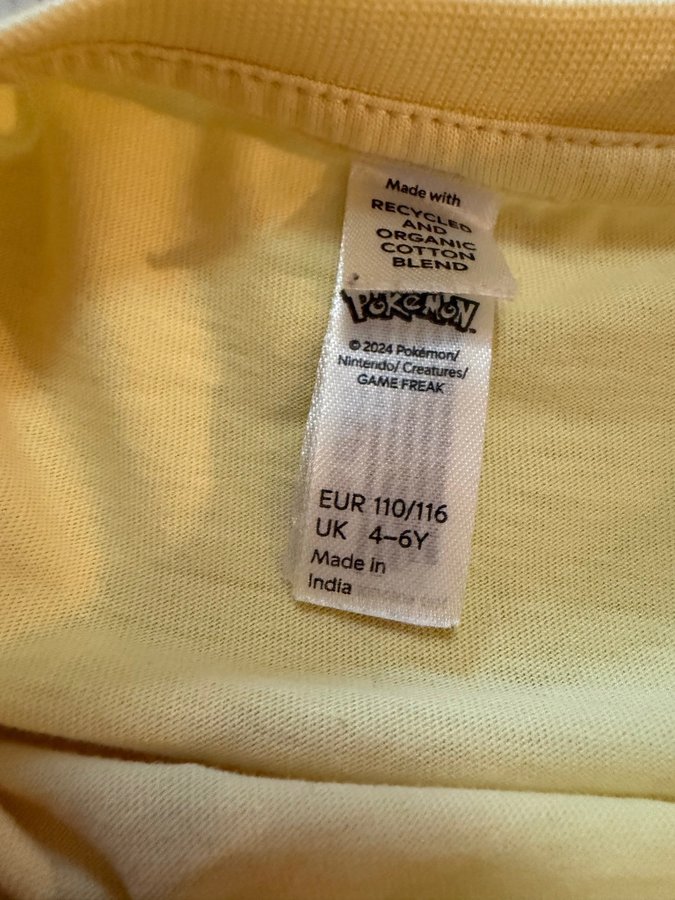 Made with
RECYCLED
AND
ORGANIC
COTTON
BLEND
POKéMON™
© 2024 Pokémon/
Nintendo/ Creatures/
GAME FREAK
EUR 110/116
UK 4–6Y
Made in
India